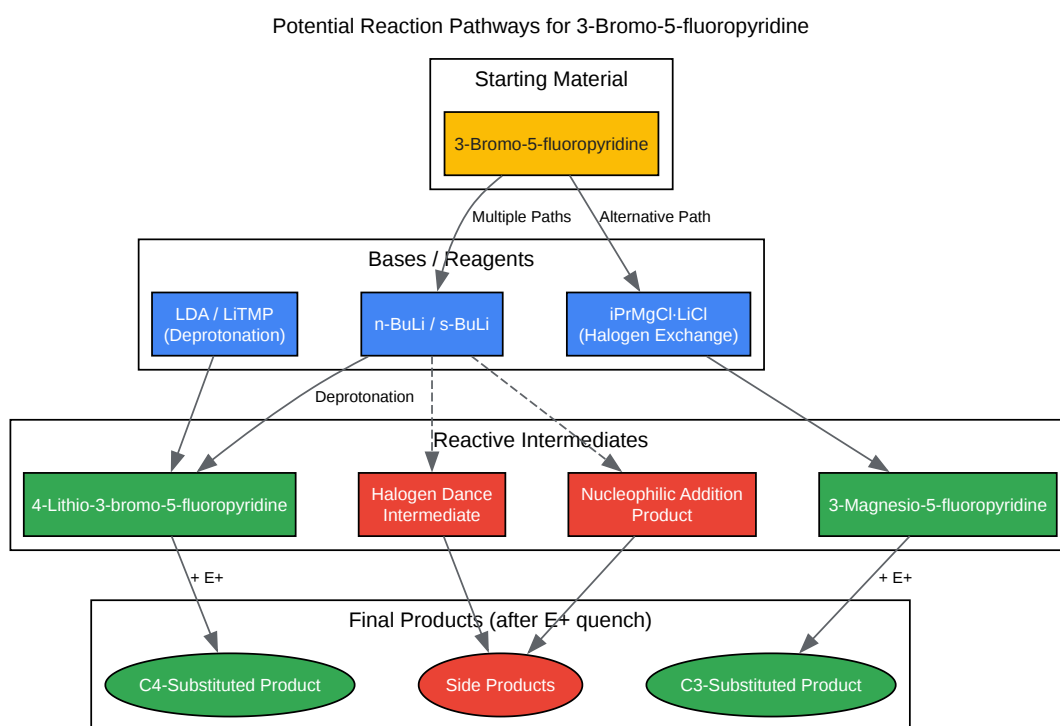 Potential Reaction Pathways for 3-Bromo-5-fluoropyridine
Starting Material
3-Bromo-5-fluoropyridine
Multiple Paths
Alternative Path
Bases / Reagents
LDA / LiTMP
(Deprotonation)
n-BuLi / s-BuLi
iPrMgCl·LiCl
(Halogen Exchange)
Deprotonation
Reactive Intermediates
4-Lithio-3-bromo-5-fluoropyridine
Halogen Dance
Intermediate
Nucleophilic Addition
Product
3-Magnesio-5-fluoropyridine
+ E+
+ E+
Final Products (after E+ quench)
C4-Substituted Product
Side Products
C3-Substituted Product